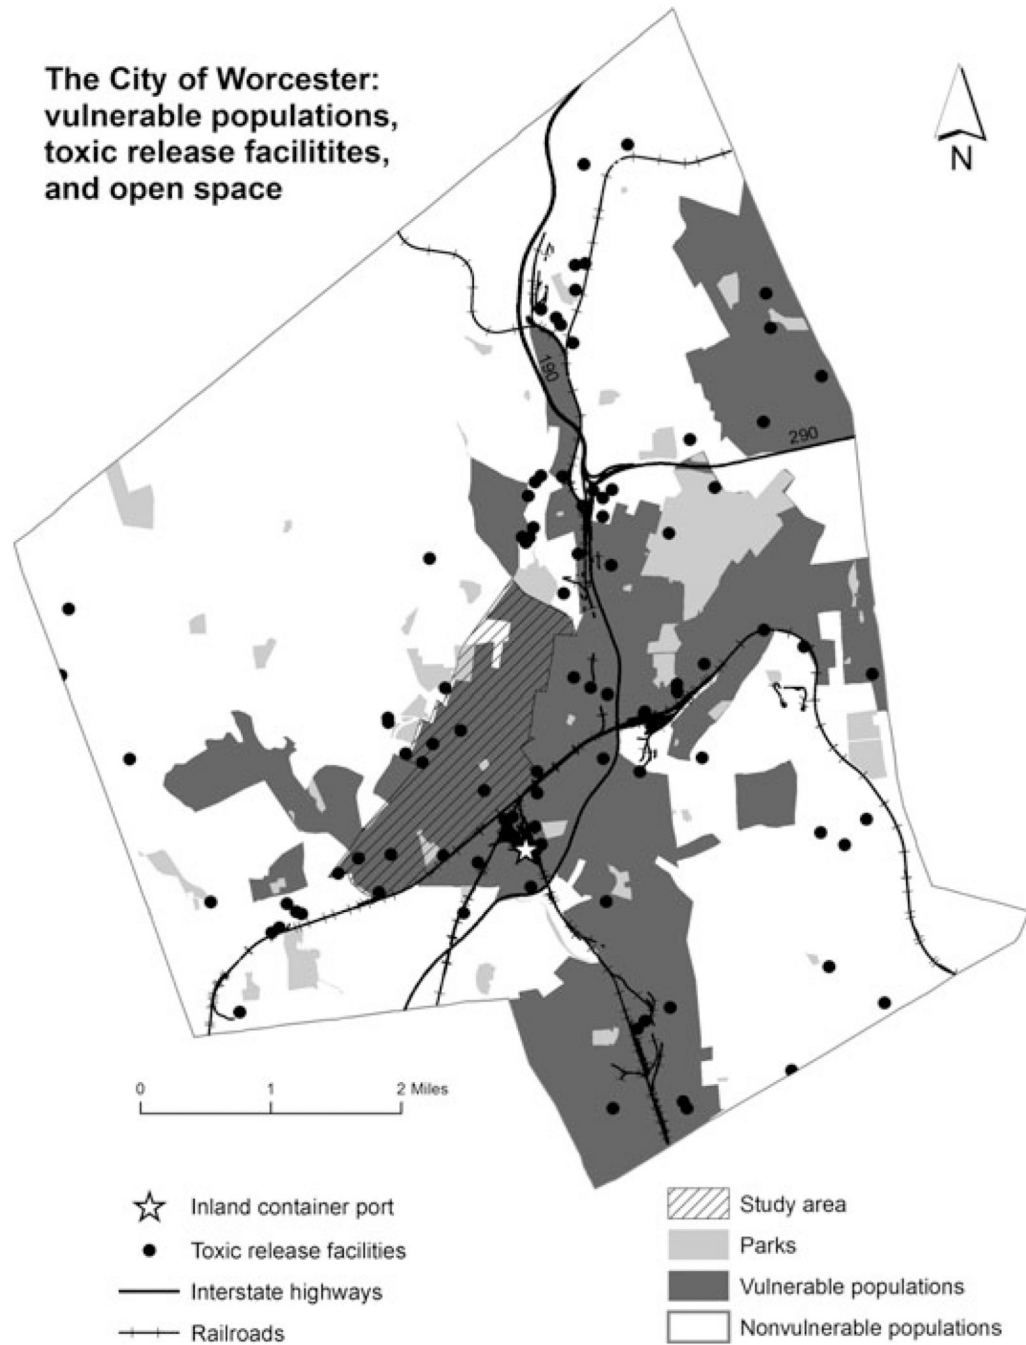 The City of Worcester:
vulnerable populations,
toxic release facilitites,
and open space
N
190
290
0 1 2 Miles
Inland container port
Toxic release facilities
Interstate highways
Railroads
Study area
Parks
Vulnerable populations
Nonvulnerable populations